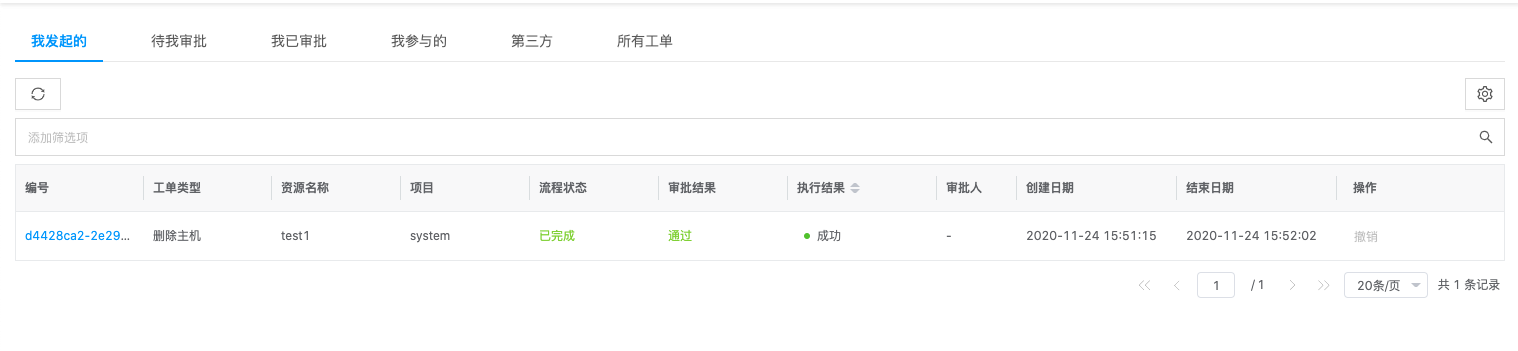 我发起的 待我审批 我已审批 我参与的 第三方 所有工单
添加筛选项
编号 工单类型 资源名称 项目 流程状态 审批结果 执行结果 审批人 创建日期 结束日期 操作
d4428ca2-2e29... 删除主机 test1 system 已完成 通过 成功 - 2020-11-24 15:51:15 2020-11-24 15:52:02 撤销
1 / 1 20条/页 共 1 条记录